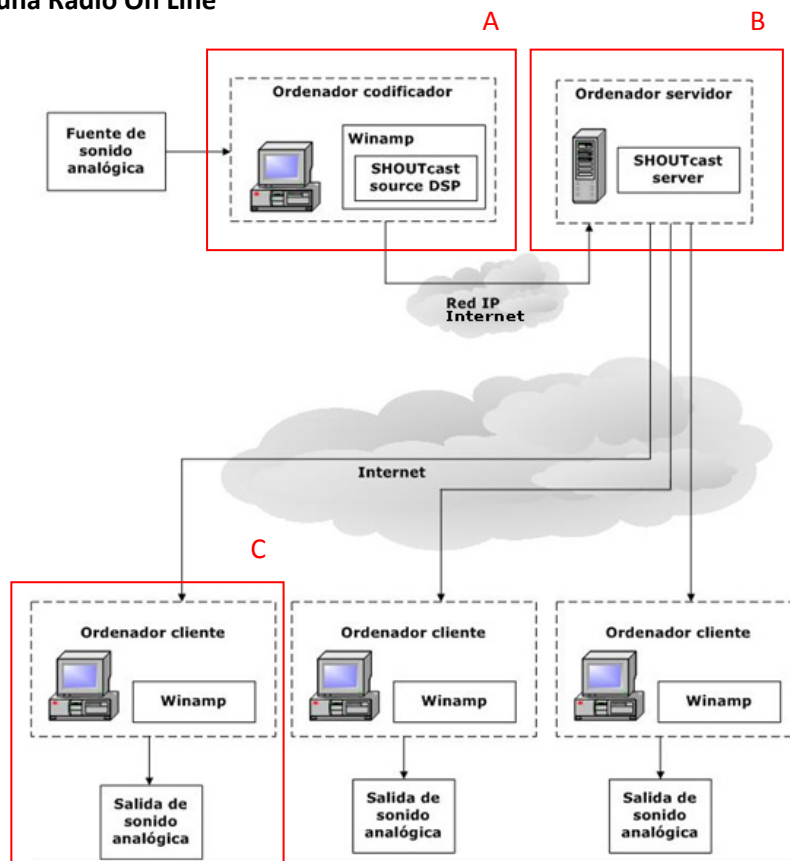 una Radio On Line
A
B
Ordenador codificador
Fuente de
sonido
analógica
Winamp
SHOUTcast
source DSP
Ordenador servidor
SHOUTcast
server
Red IP
Internet
Internet
C
Ordenador cliente
Winamp
Salida de
sonido
analógica
Ordenador cliente
Winamp
Salida de
sonido
analógica
Ordenador cliente
Winamp
Salida de
sonido
analógica